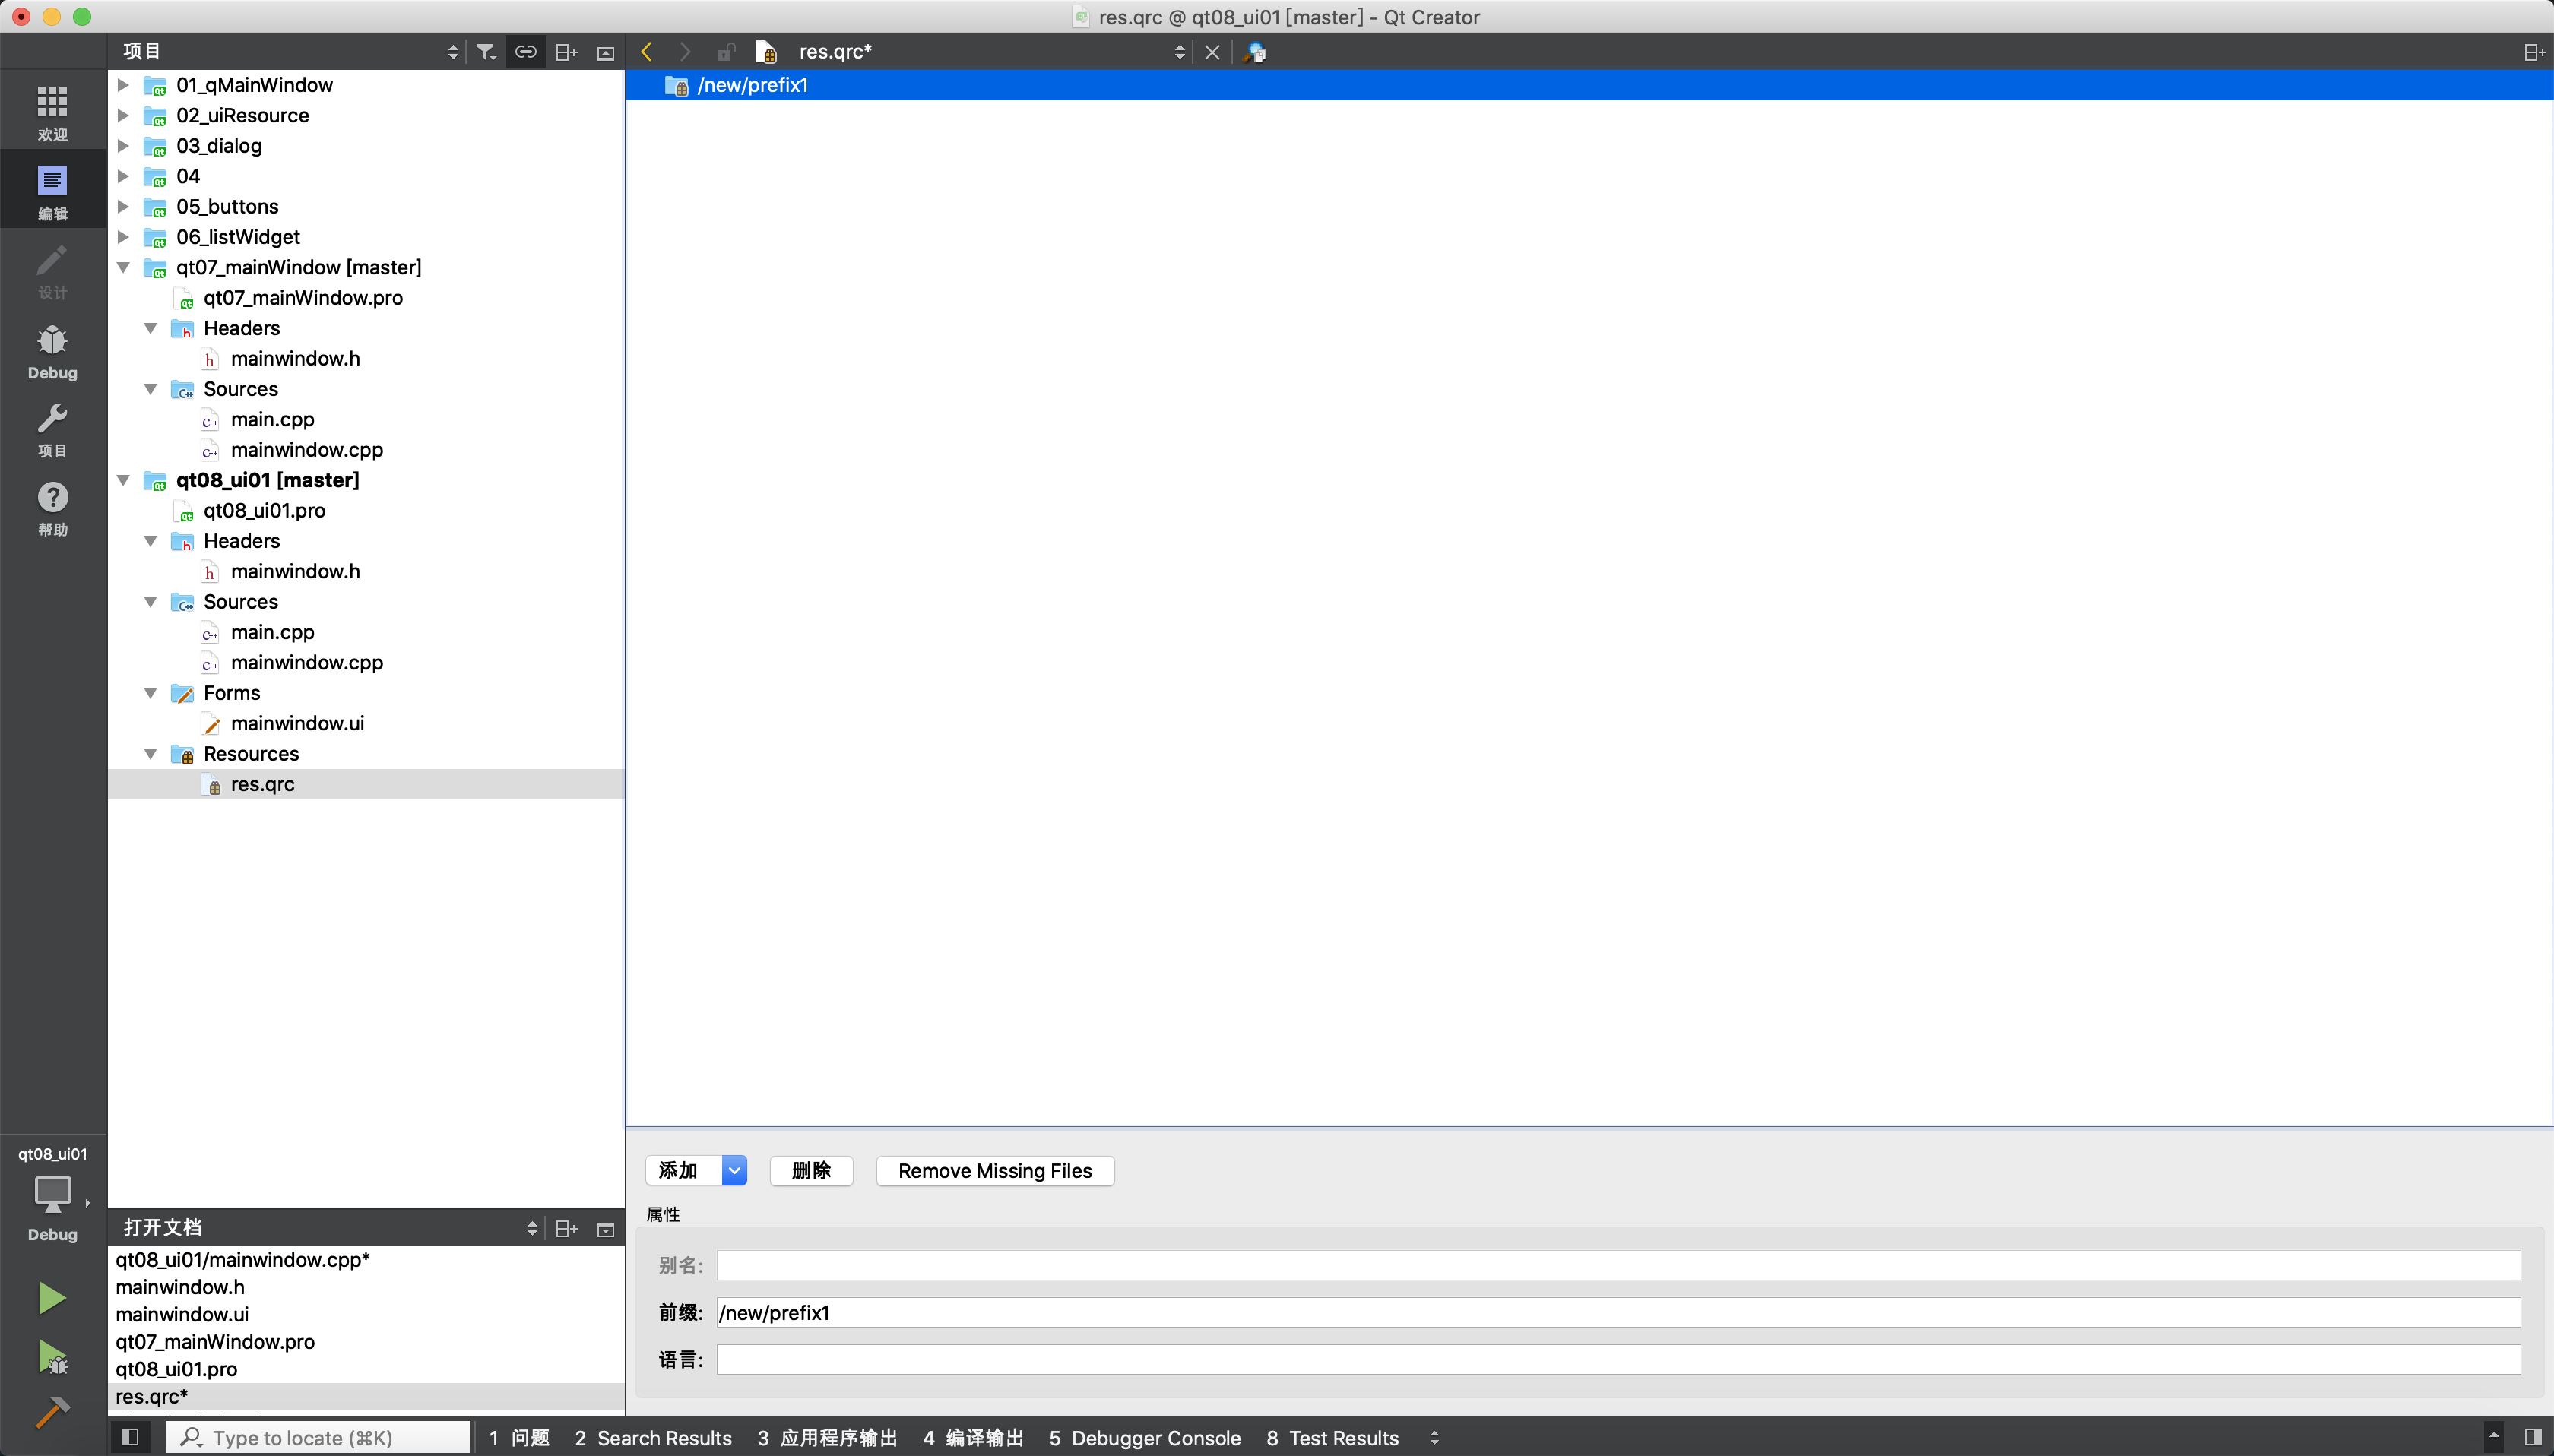 res.qrc @ qt08_ui01 [master] - Qt Creator
项目
res.qrc*
欢迎
编辑
设计
Debug
项目
帮助
01_qMainWindow
02_uiResource
03_dialog
04
05_buttons
06_listWidget
qt07_mainWindow [master]
qt07_mainWindow.pro
Headers
mainwindow.h
Sources
main.cpp
mainwindow.cpp
qt08_ui01 [master]
qt08_ui01.pro
Headers
mainwindow.h
Sources
main.cpp
mainwindow.cpp
Forms
mainwindow.ui
Resources
res.qrc
/new/prefix1
添加
删除
Remove Missing Files
属性
别名:
前缀: /new/prefix1
语言:
qt08_ui01
Debug
打开文档
qt08_ui01/mainwindow.cpp*
mainwindow.h
mainwindow.ui
qt07_mainWindow.pro
qt08_ui01.pro
res.qrc*
Type to locate (⌘K)
1 问题 2 Search Results 3 应用程序输出 4 编译输出 5 Debugger Console 8 Test Results